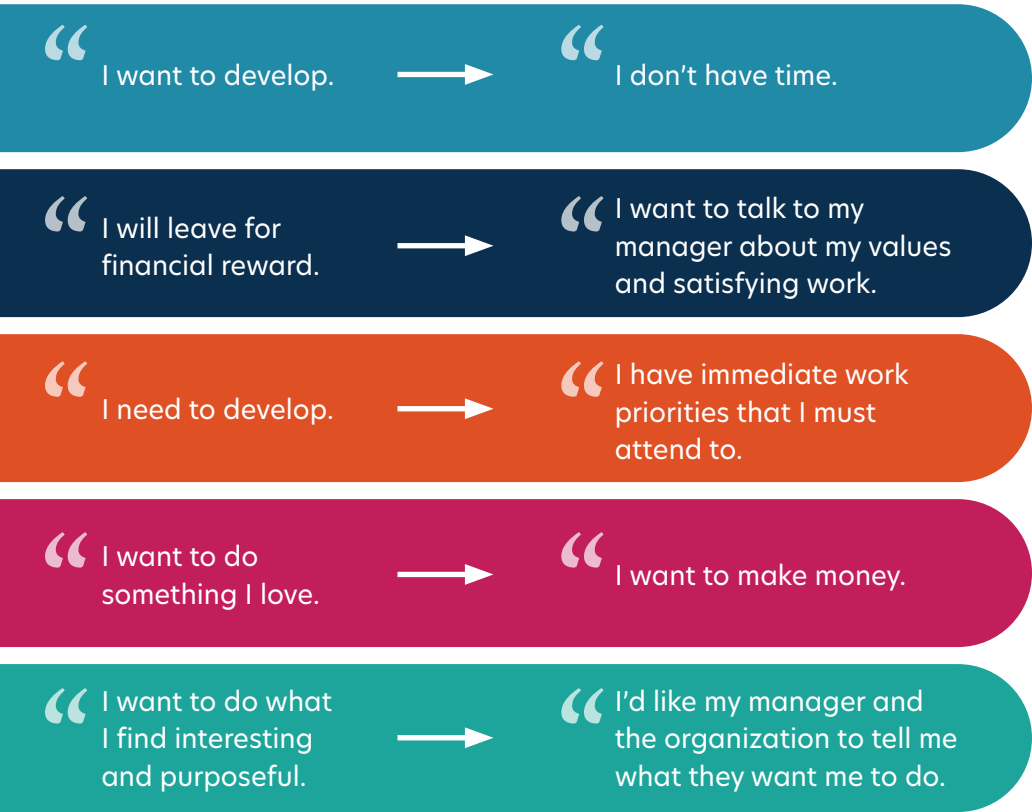 “ I want to develop.
“ I don't have time.
“ I will leave for
financial reward.
“ I want to talk to my
manager about my values
and satisfying work.
“ I need to develop.
“ I have immediate work
priorities that I must
attend to.
“ I want to do
something I love.
“ I want to make money.
“ I want to do what
I find interesting
and purposeful.
“ I’d like my manager and
the organization to tell me
what they want me to do.